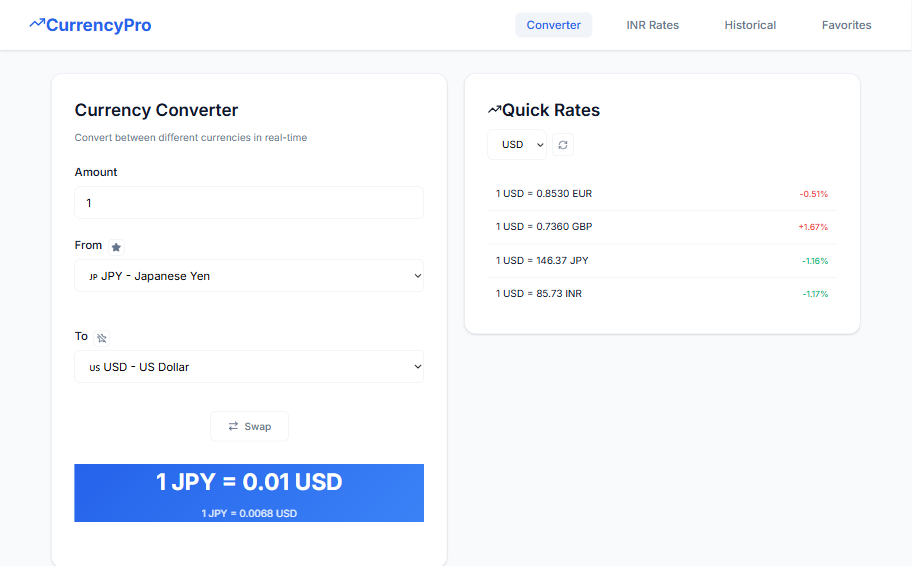 CurrencyPro
Converter
INR Rates
Historical
Favorites
Currency Converter
Convert between different currencies in real-time
Amount
1
From
JP JPY - Japanese Yen
To
US USD - US Dollar
Swap
1 JPY = 0.01 USD
1 JPY = 0.0068 USD
Quick Rates
USD
1 USD = 0.8530 EUR -0.51%
1 USD = 0.7360 GBP +1.67%
1 USD = 146.37 JPY -1.16%
1 USD = 85.73 INR -1.17%